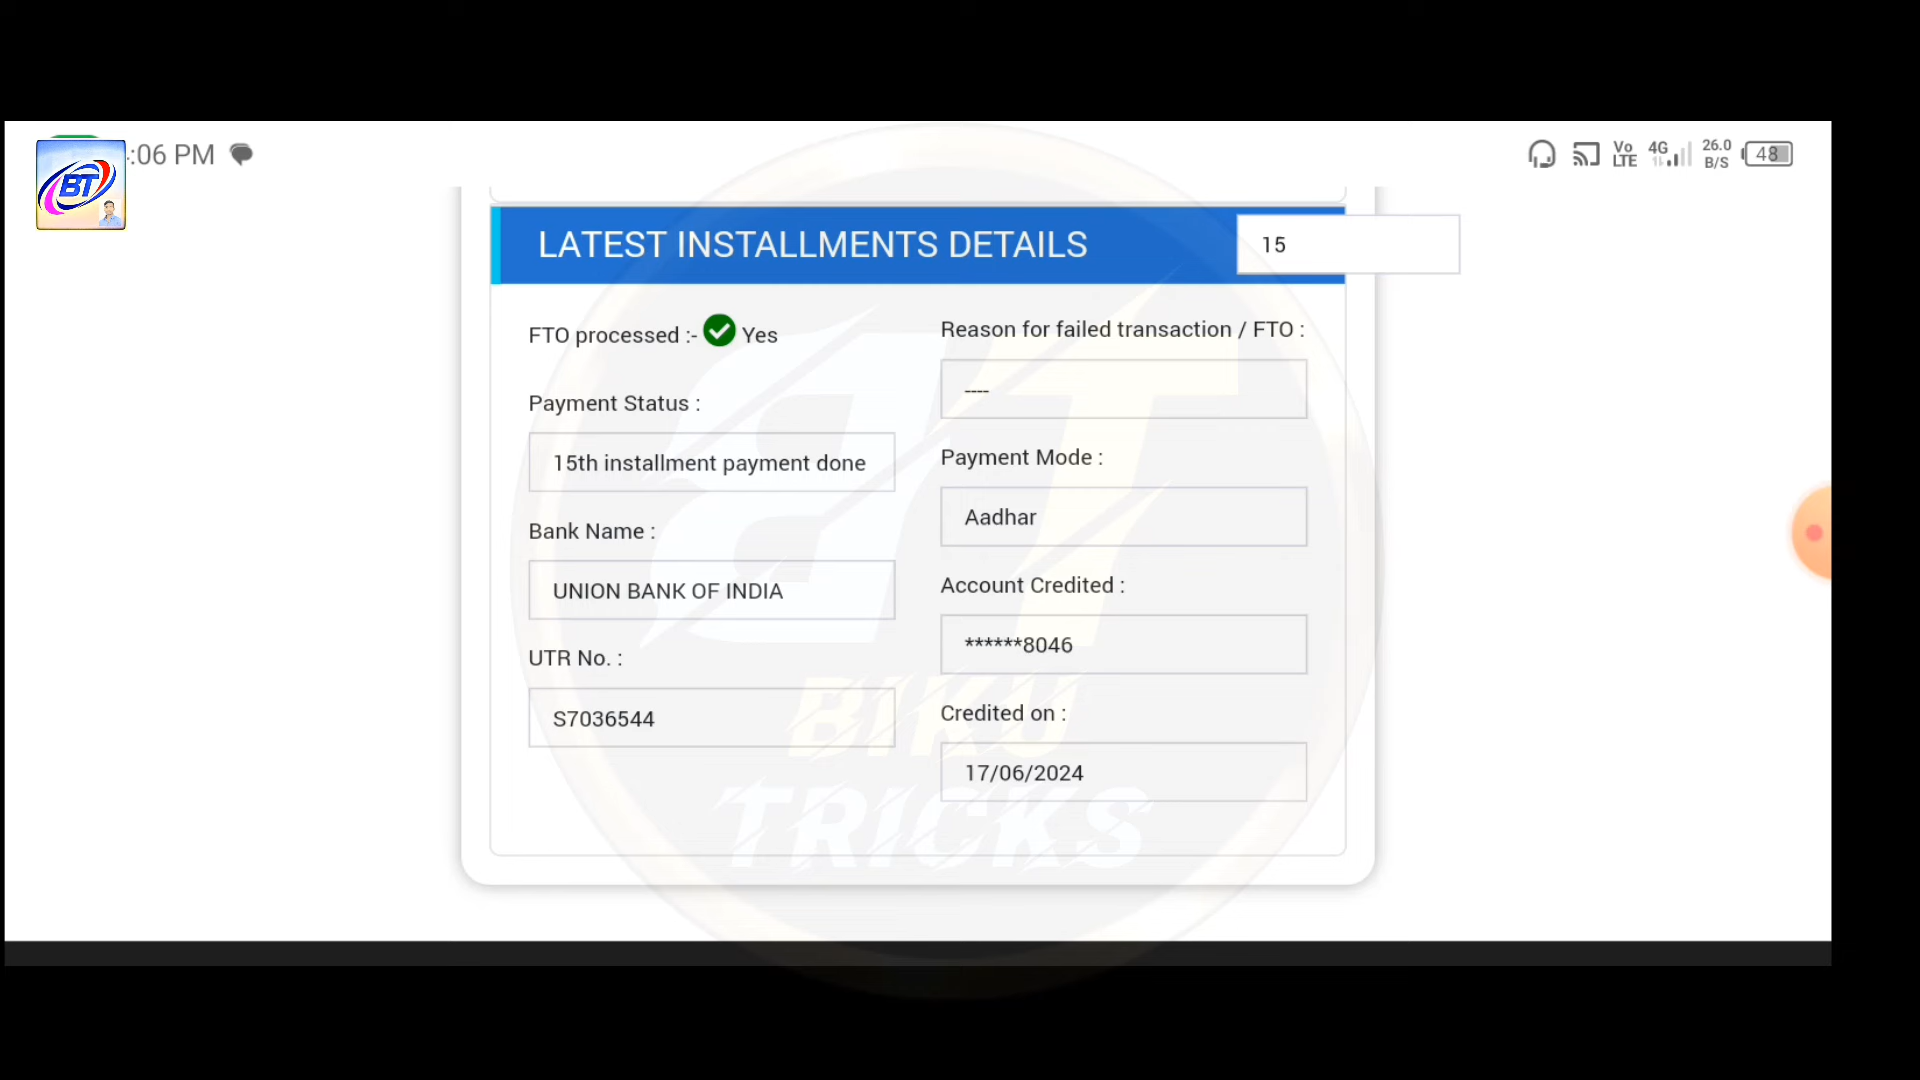 :06 PM
Vo LTE 4G 26.0 B/S 48
BT
LATEST INSTALLMENTS DETAILS 15
FTO processed :- Yes
Reason for failed transaction / FTO :
----
Payment Status :
15th installment payment done
Payment Mode :
Aadhar
Bank Name :
UNION BANK OF INDIA
Account Credited :
******8046
UTR No. :
S7036544
Credited on :
17/06/2024
BT
BIKU
TRICKS